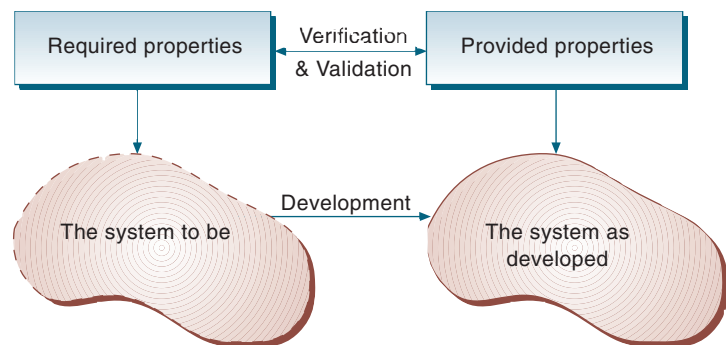 Required properties
Verification
& Validation
Provided properties
The system to be
Development
The system as
developed